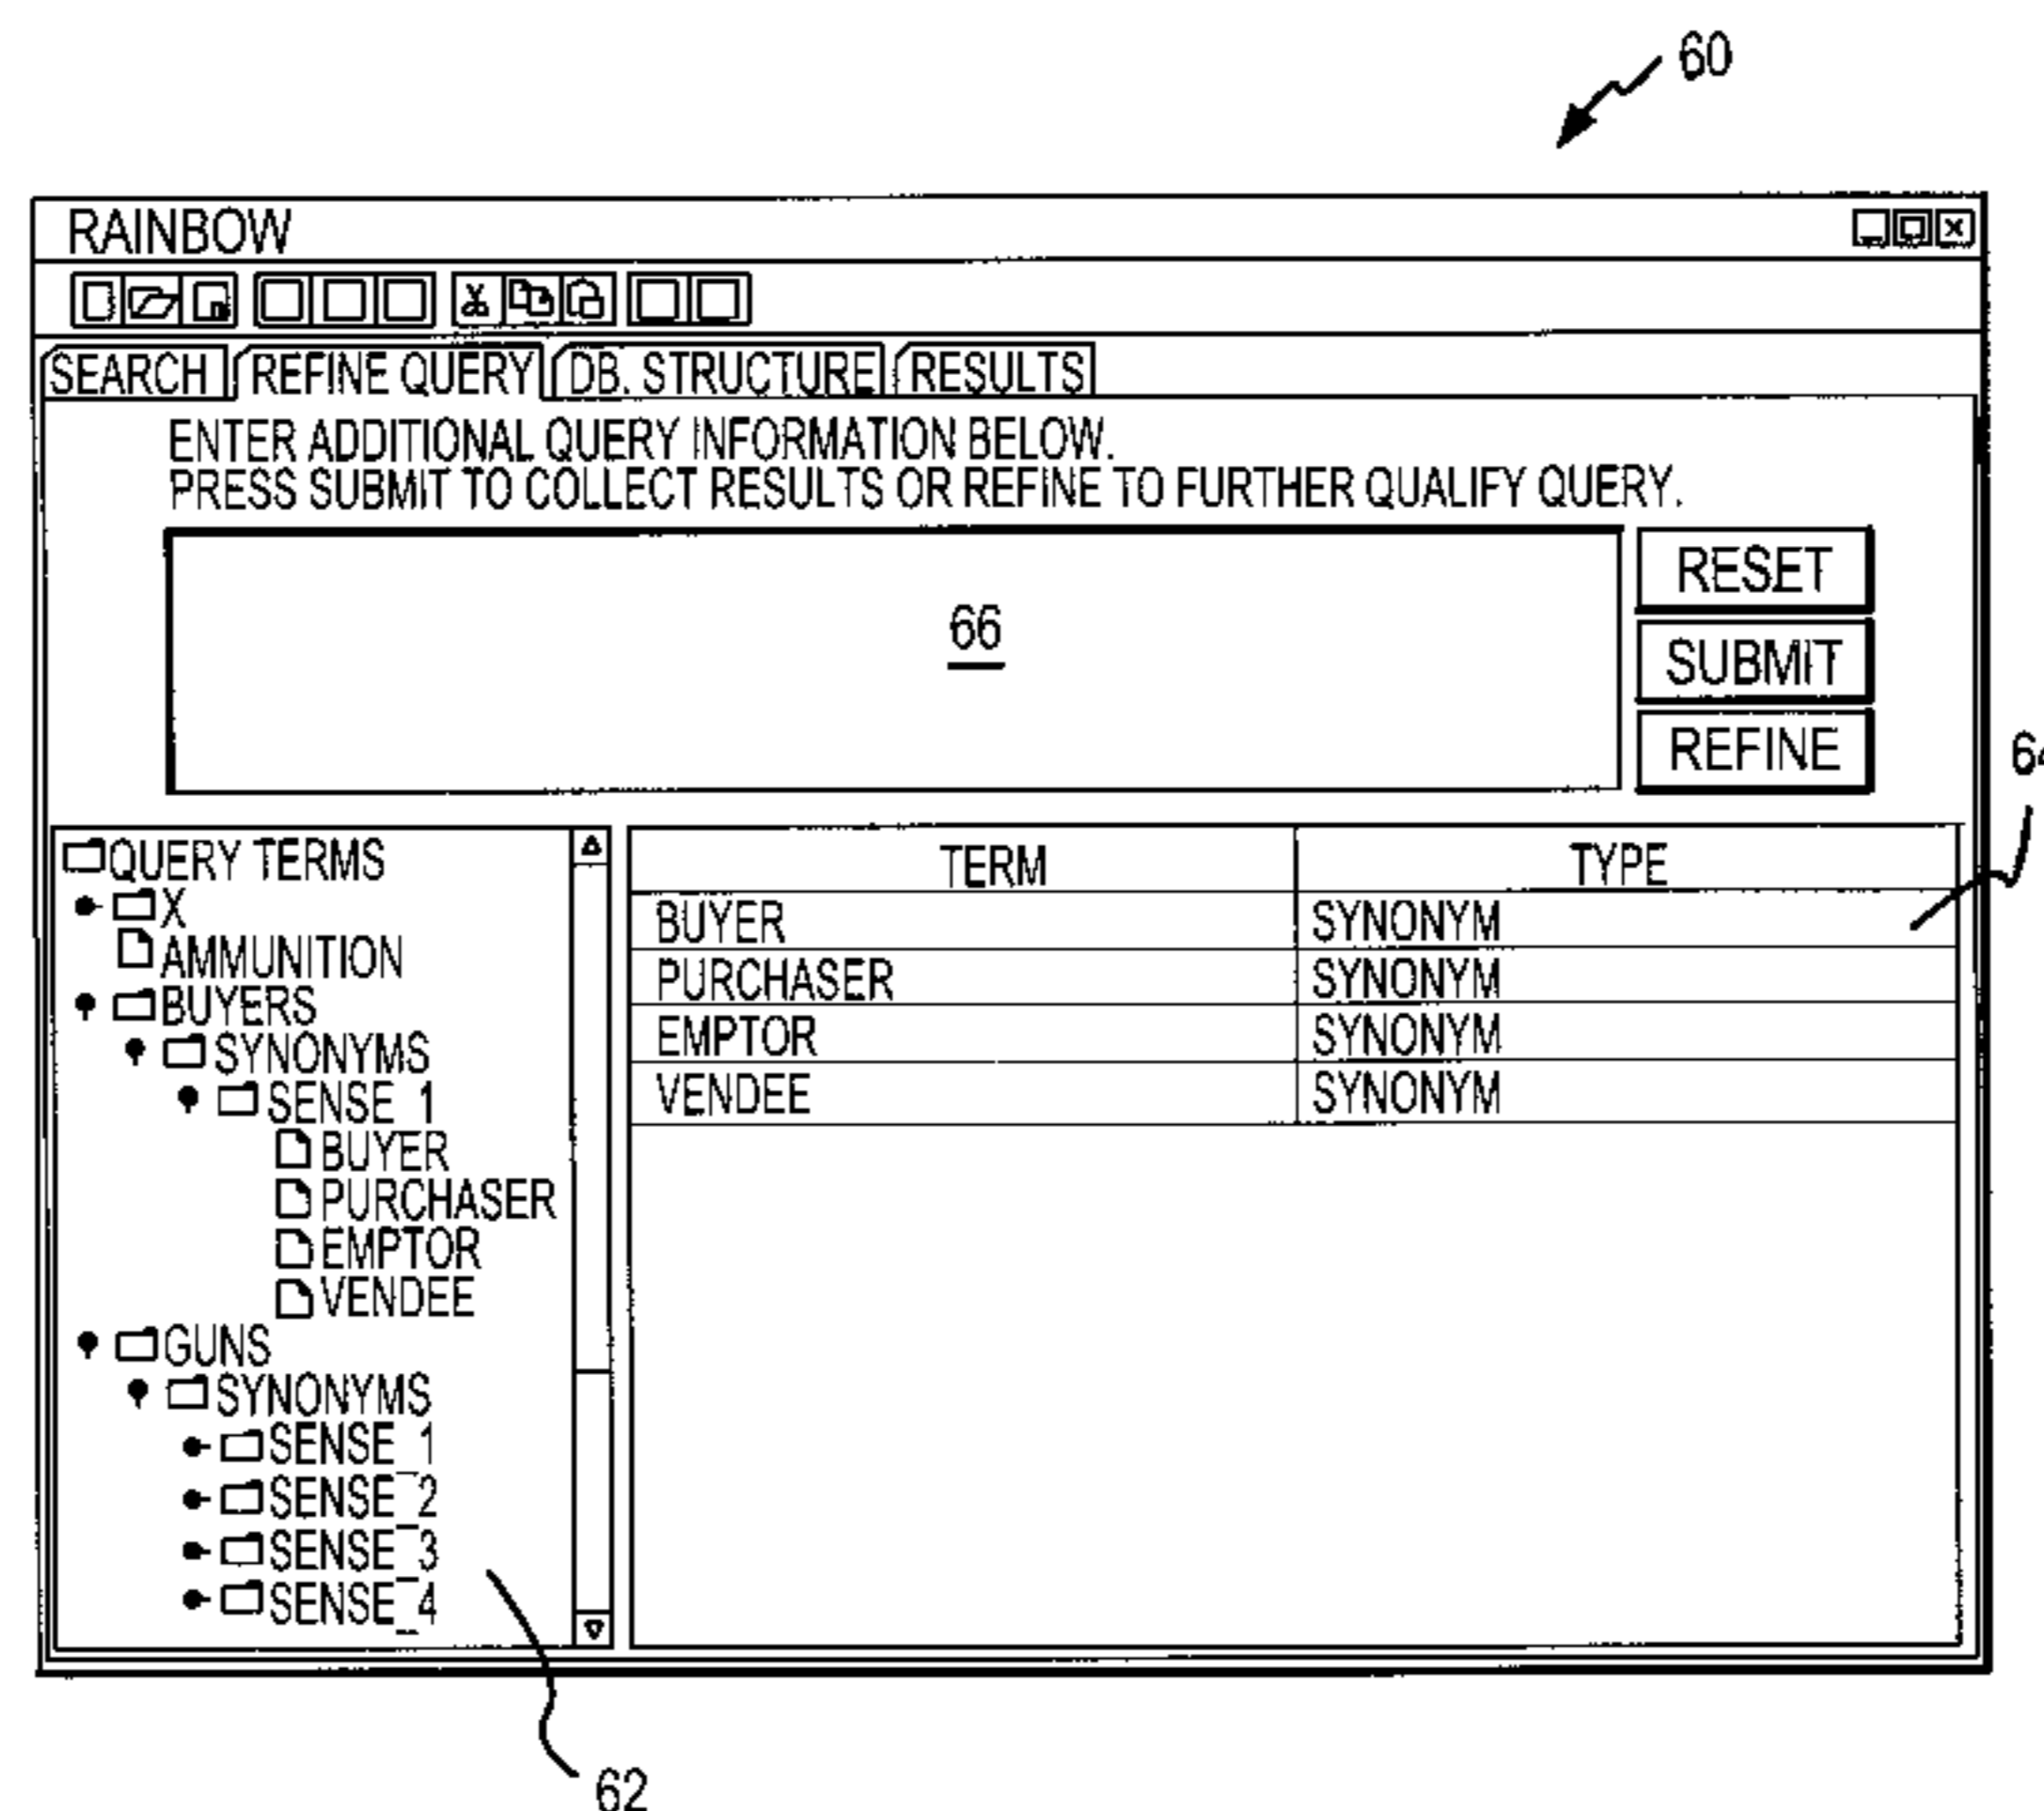 60
RAINBOW
SEARCH REFINE QUERY DB. STRUCTURE RESULTS
ENTER ADDITIONAL QUERY INFORMATION BELOW.
PRESS SUBMIT TO COLLECT RESULTS OR REFINE TO FURTHER QUALIFY QUERY.
66
RESET
SUBMIT
REFINE
64
QUERY TERMS
X
AMMUNITION
BUYERS
SYNONYMS
SENSE_1
BUYER
PURCHASER
EMPTOR
VENDEE
GUNS
SYNONYMS
SENSE_1
SENSE_2
SENSE_3
SENSE_4
TERM TYPE
BUYER SYNONYM
PURCHASER SYNONYM
EMPTOR SYNONYM
VENDEE SYNONYM
62